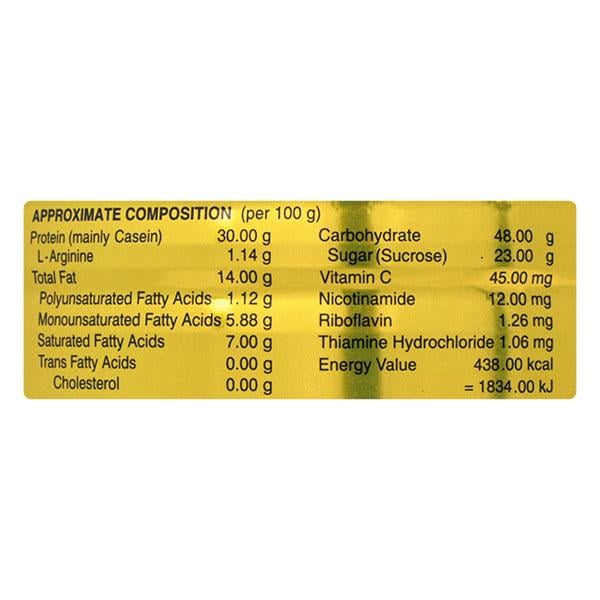 APPROXIMATE COMPOSITION (per 100 g)
Protein (mainly Casein) 30.00 g
L-Arginine 1.14 g
Total Fat 14.00 g
Polyunsaturated Fatty Acids 1.12 g
Monounsaturated Fatty Acids 5.88 g
Saturated Fatty Acids 7.00 g
Trans Fatty Acids 0.00 g
Cholesterol 0.00 g
Carbohydrate 48.00 g
Sugar (Sucrose) 23.00 g
Vitamin C 45.00 mg
Nicotinamide 12.00 mg
Riboflavin 1.26 mg
Thiamine Hydrochloride 1.06 mg
Energy Value 438.00 kcal
= 1834.00 kJ